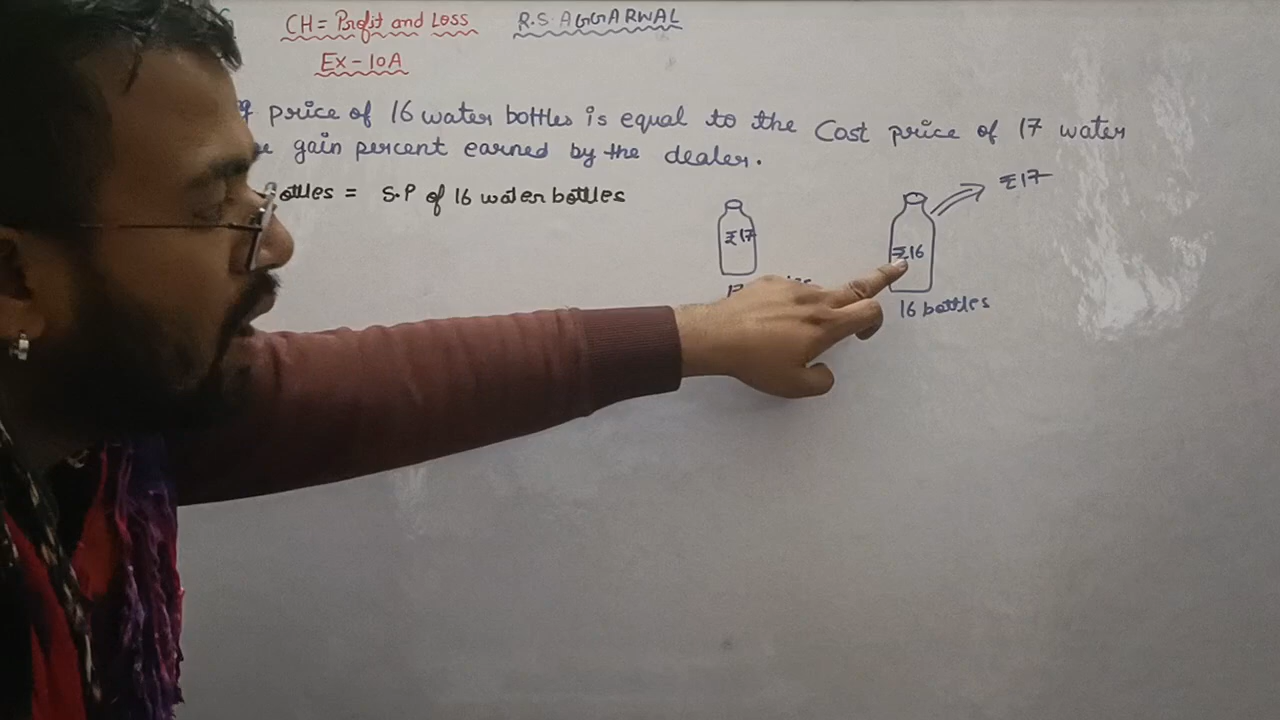 CH = Profit and Loss
R.S. AGGARWAL
Ex - 10A
price of 16 water bottles is equal to the Cost price of 17 water
gain percent earned by the dealer.
ottles = S.P of 16 water bottles
₹17
₹17
₹16
16 bottles